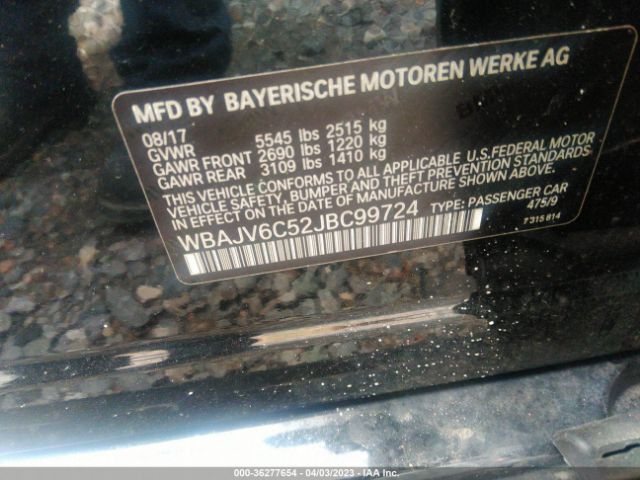 MFD BY BAYERISCHE MOTOREN WERKE AG
08/17
GVWR 5545 lbs 2515 kg
GAWR FRONT 2690 lbs 1220 kg
GAWR REAR 3109 lbs 1410 kg
THIS VEHICLE CONFORMS TO ALL APPLICABLE U.S.FEDERAL MOTOR
VEHICLE SAFETY, BUMPER AND THEFT PREVENTION STANDARDS
IN EFFECT ON THE DATE OF MANUFACTURE SHOWN ABOVE.
WBAJV6C52JBC99724 TYPE: PASSENGER CAR
475/9
7315814
000-36277654 - 04/03/2023 - IAA Inc.